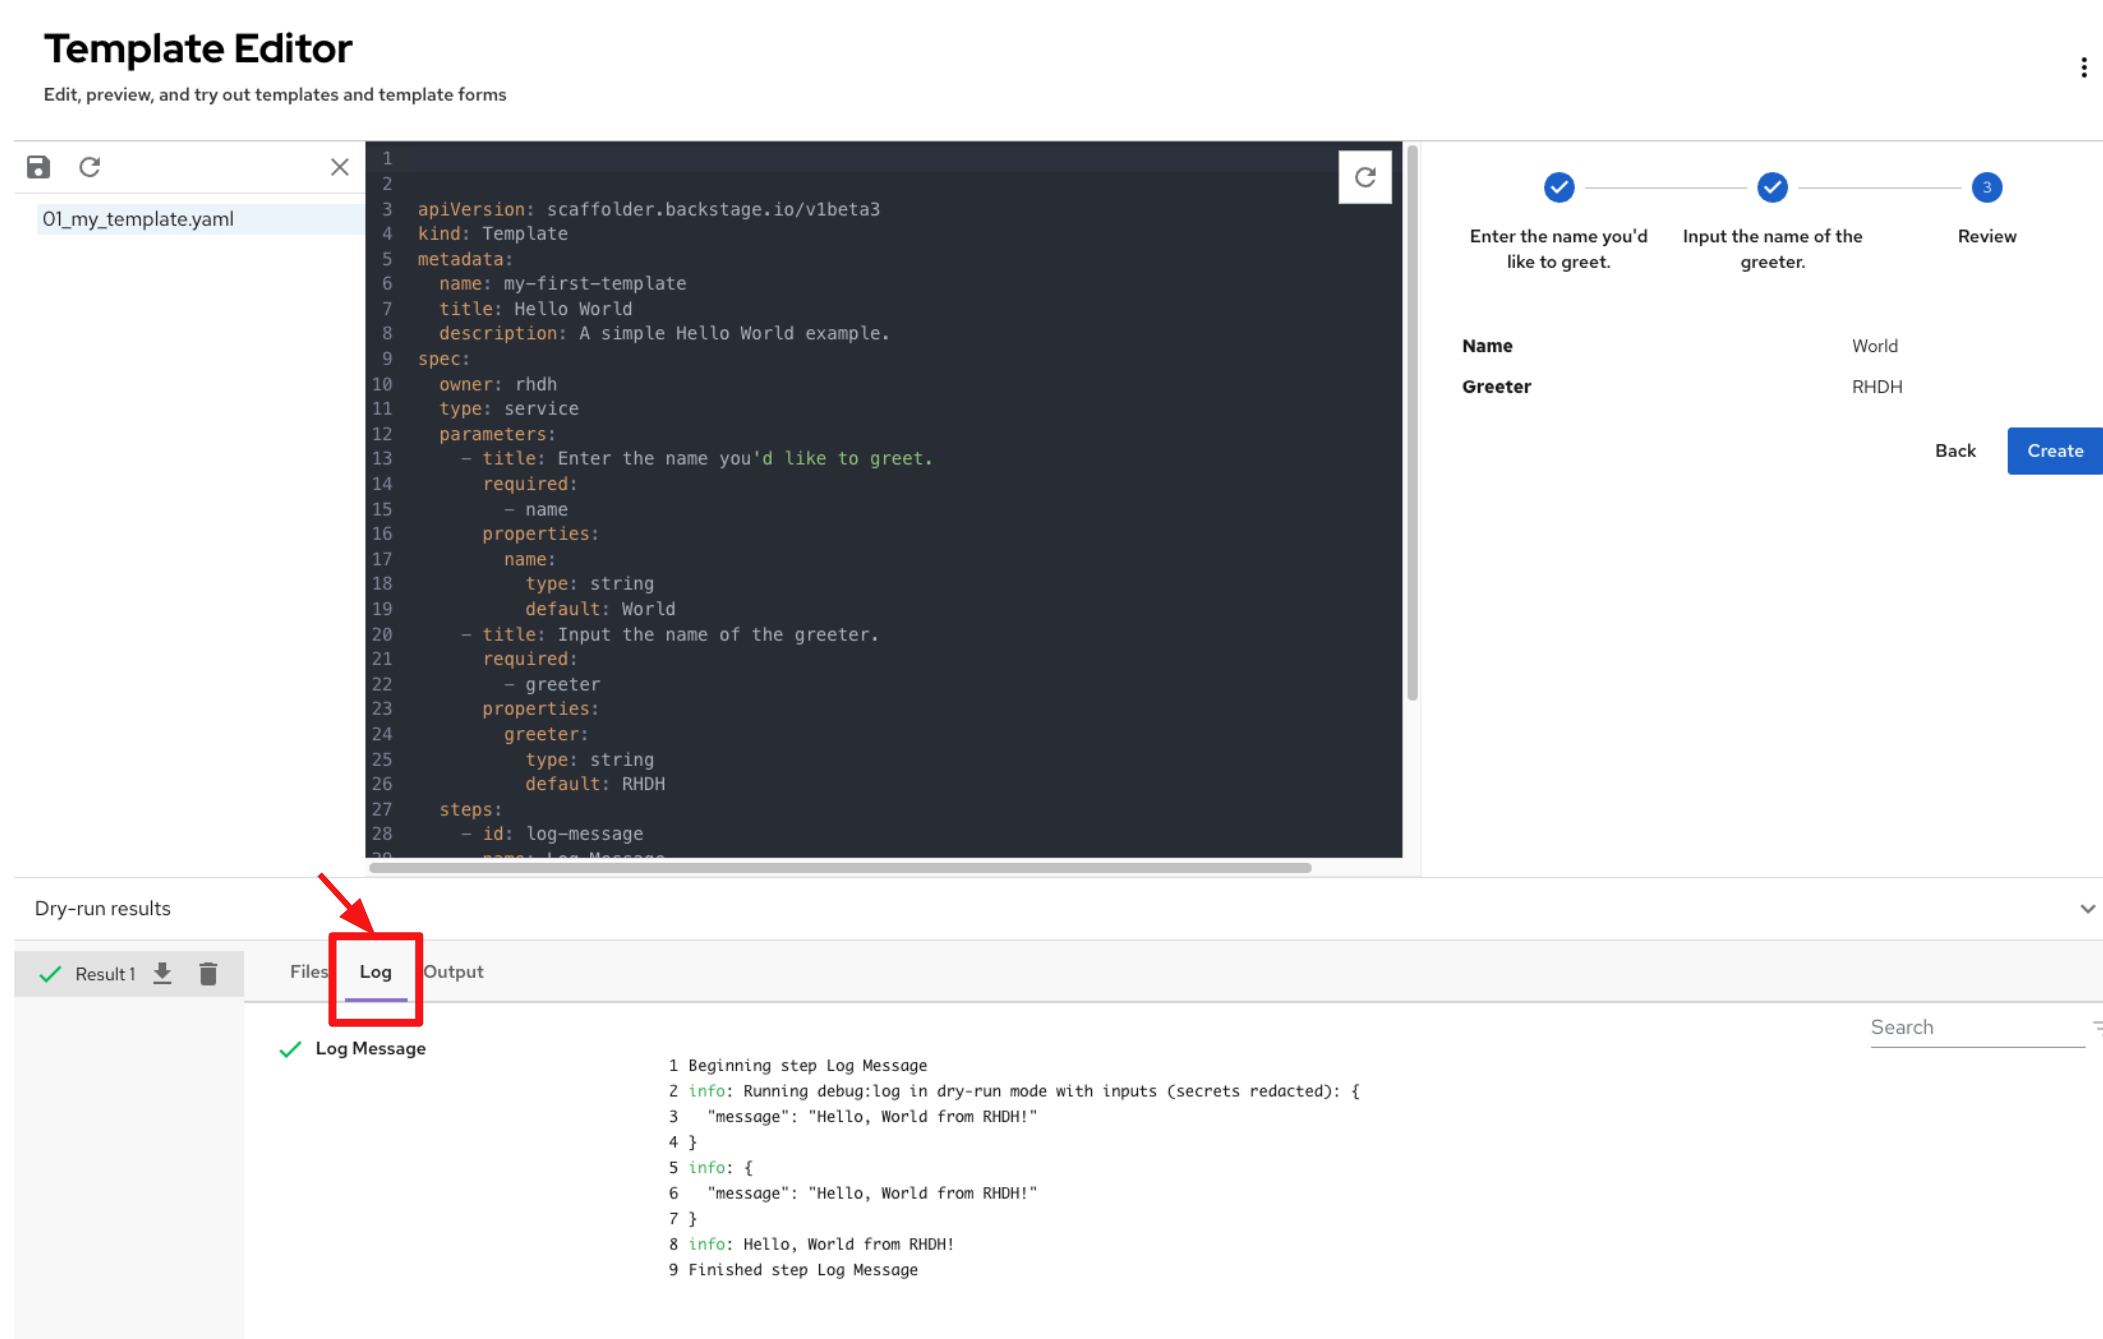 Template Editor
Edit, preview, and try out templates and template forms
01_my_template.yaml
1
2
3 apiVersion: scaffolder.backstage.io/v1beta3
4 kind: Template
5 metadata:
6   name: my-first-template
7   title: Hello World
8   description: A simple Hello World example.
9 spec:
10   owner: rhdh
11   type: service
12   parameters:
13     - title: Enter the name you'd like to greet.
14       required:
15         - name
16       properties:
17         name:
18           type: string
19           default: World
20     - title: Input the name of the greeter.
21       required:
22         - greeter
23       properties:
24         greeter:
25           type: string
26           default: RHDH
27   steps:
28     - id: log-message
29       name: Log Message
3
Enter the name you'd
like to greet.
Input the name of the
greeter.
Review
Name World
Greeter RHDH
Back Create
Dry-run results
Result 1
Files Log Output
Search
Log Message
1 Beginning step Log Message
2 info: Running debug:log in dry-run mode with inputs (secrets redacted): {
3   "message": "Hello, World from RHDH!"
4 }
5 info: {
6   "message": "Hello, World from RHDH!"
7 }
8 info: Hello, World from RHDH!
9 Finished step Log Message